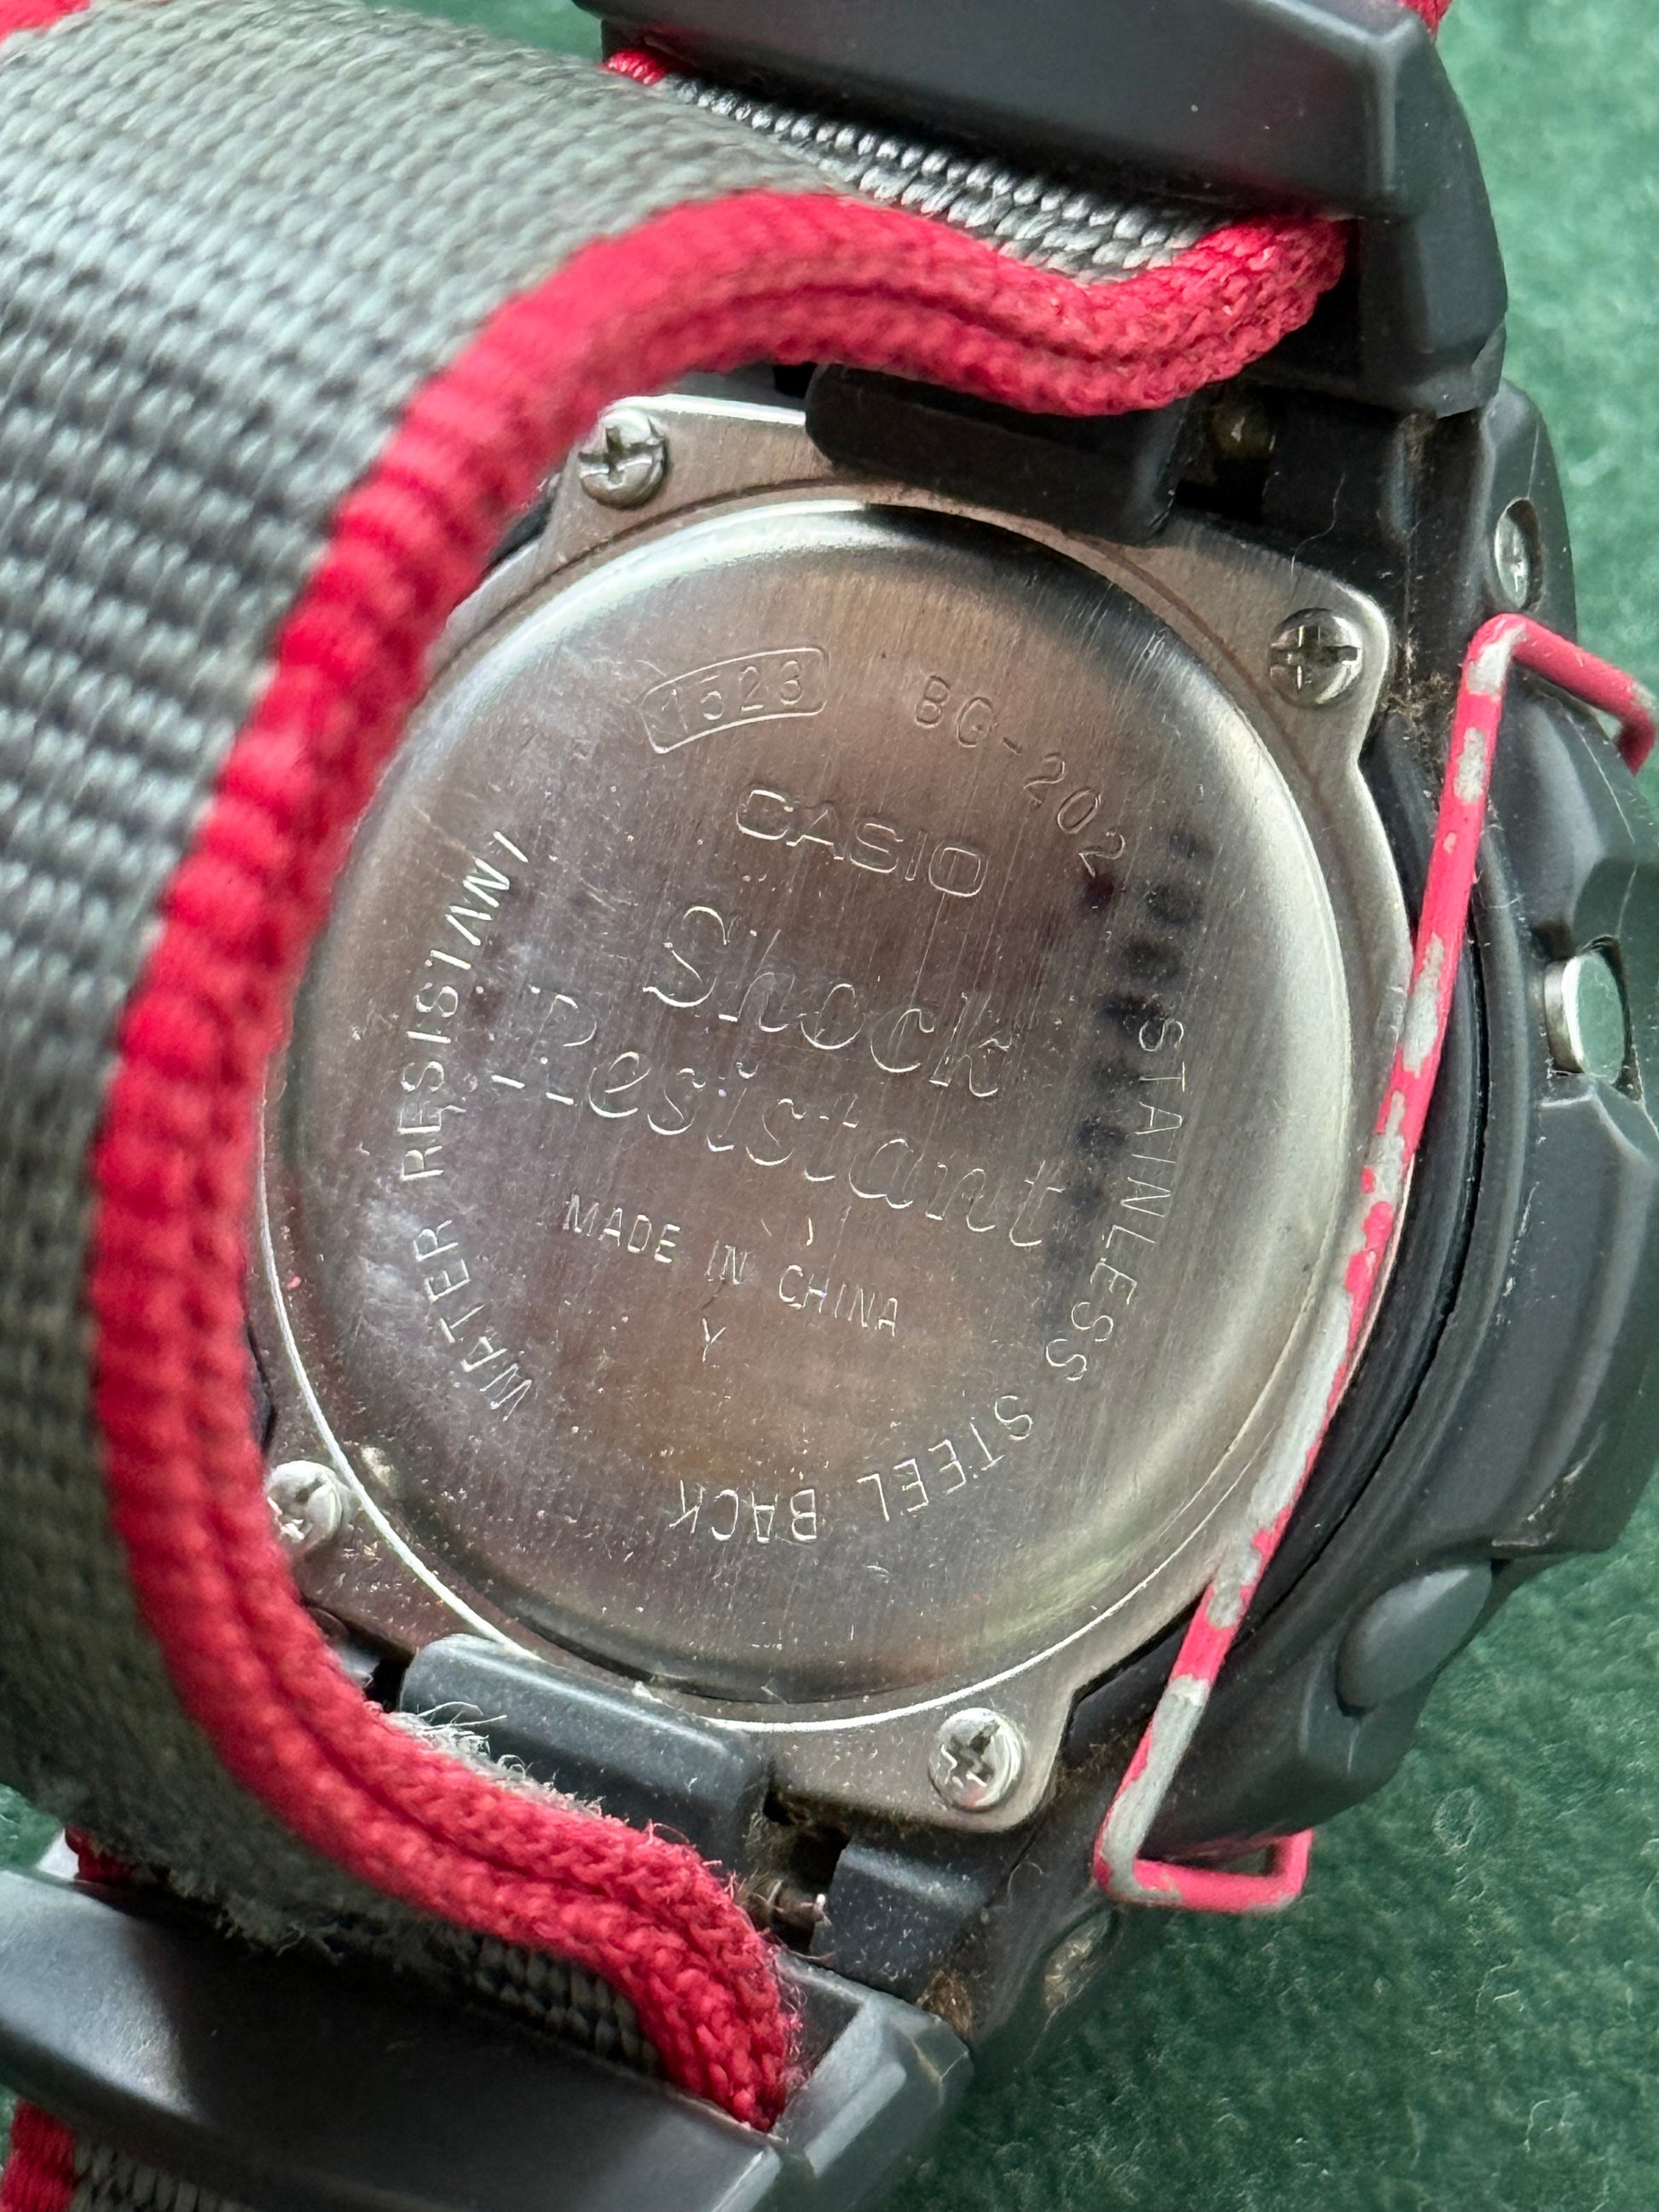 1523 BG-202
CASIO
Shock
Resistant
MADE IN CHINA
Y
WATER RESISTANT
STAINLESS STEEL BACK